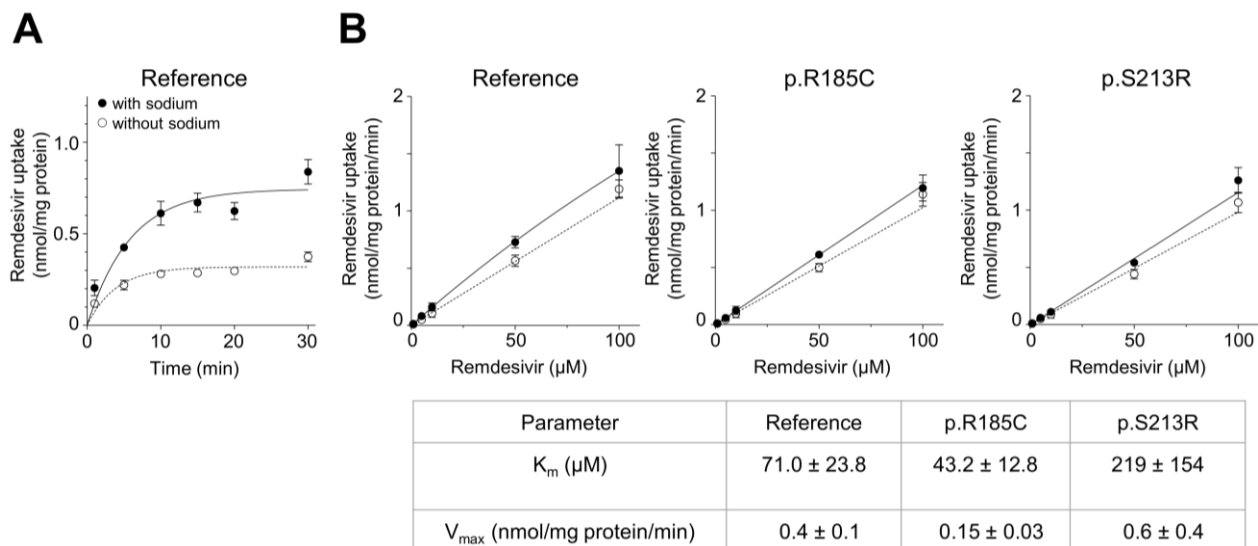 A
Reference
● with sodium
○ without sodium
Remdesivir uptake
(nmol/mg protein)
1.0
0.5
0
0 10 20 30
Time (min)
B
Reference
Remdesivir uptake
(nmol/mg protein/min)
2
1
0
0 50 100
Remdesivir (µM)
p.R185C
Remdesivir uptake
(nmol/mg protein/min)
2
1
0
0 50 100
Remdesivir (µM)
p.S213R
Remdesivir uptake
(nmol/mg protein/min)
2
1
0
0 50 100
Remdesivir (µM)
Parameter Reference p.R185C p.S213R
Km (µM) 71.0 ± 23.8 43.2 ± 12.8 219 ± 154
Vmax (nmol/mg protein/min) 0.4 ± 0.1 0.15 ± 0.03 0.6 ± 0.4